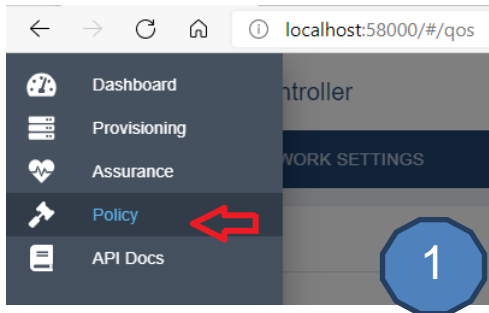 localhost:58000/#/qos
Dashboard
ntroller
Provisioning
WORK SETTINGS
Assurance
Policy
API Docs
1